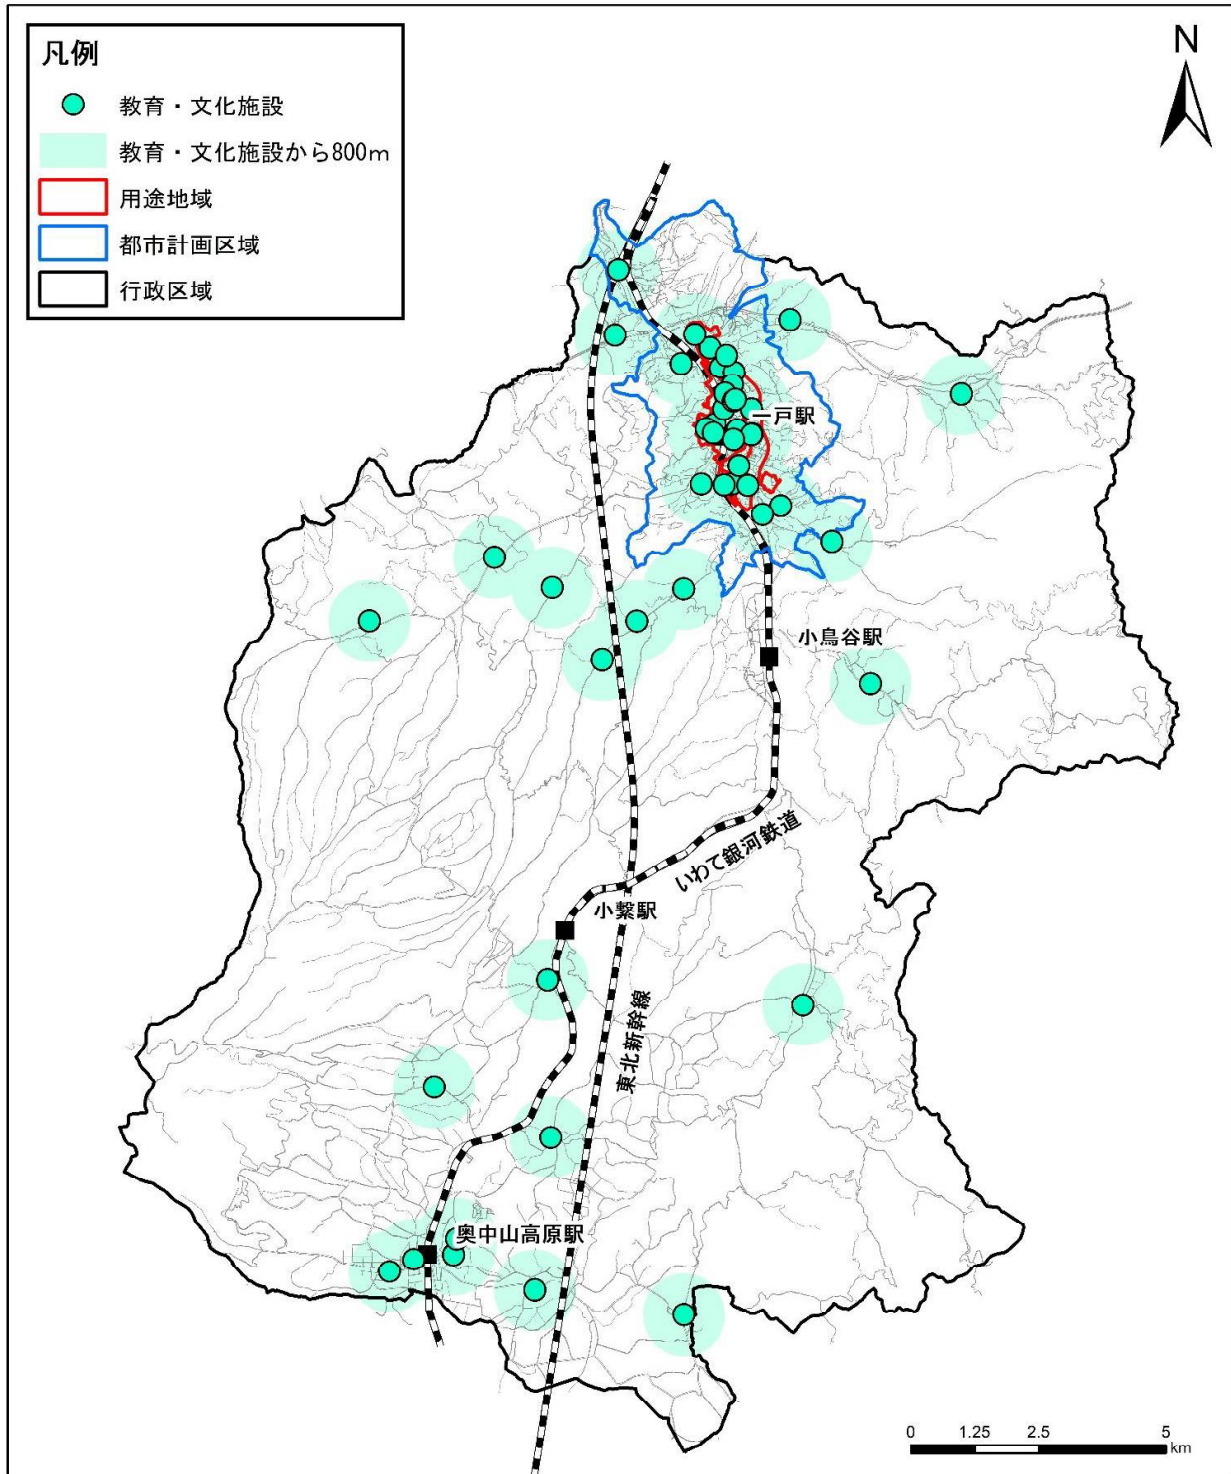 凡例
教育・文化施設
教育・文化施設から800m
用途地域
都市計画区域
行政区域
N
一戸駅
小鳥谷駅
いわて銀河鉄道
小繋駅
東北新幹線
奥中山高原駅
0 1.25 2.5 5
km